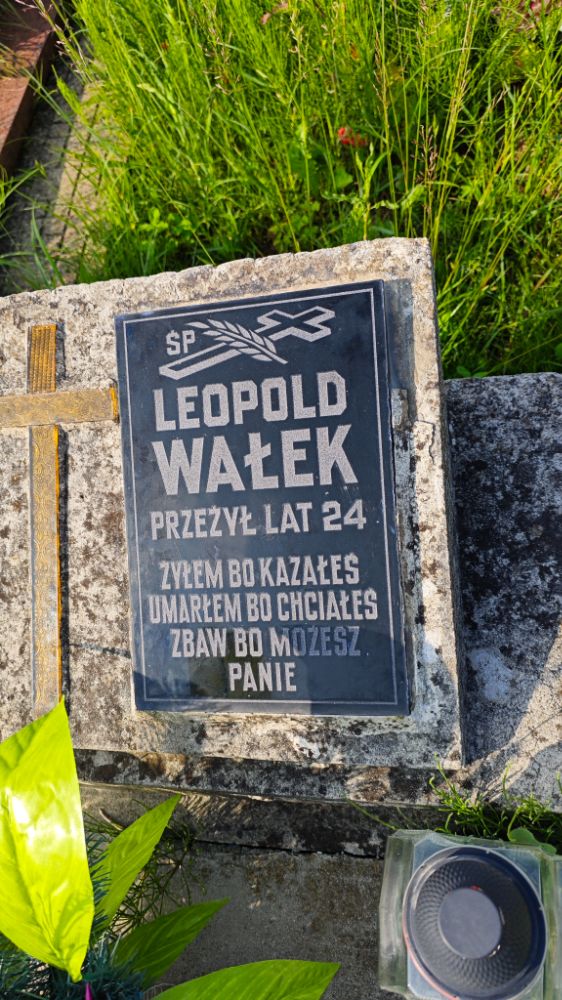 ŚP
LEOPOLD
WAŁEK
PRZEŻYŁ LAT 24
ŻYŁEM BO KAZAŁEŚ
UMARŁEM BO CHCIAŁEŚ
ZBAW BO MOŻESZ
PANIE